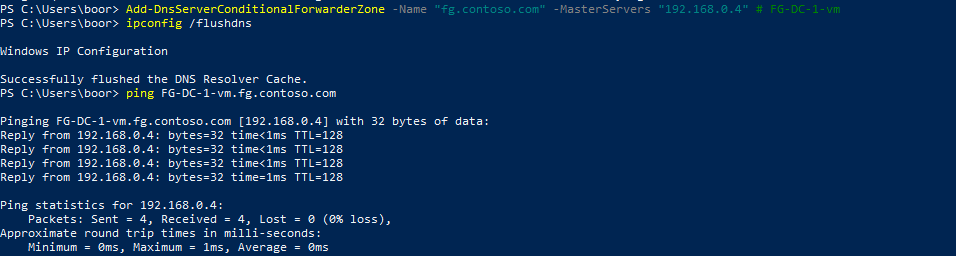 PS C:\Users\boor> Add-DnsServerConditionalForwarderZone -Name "fg.contoso.com" -MasterServers "192.168.0.4" # FG-DC-1-vm
PS C:\Users\boor> ipconfig /flushdns
Windows IP Configuration
Successfully flushed the DNS Resolver Cache.
PS C:\Users\boor> ping FG-DC-1-vm.fg.contoso.com
Pinging FG-DC-1-vm.fg.contoso.com [192.168.0.4] with 32 bytes of data:
Reply from 192.168.0.4: bytes=32 time<1ms TTL=128
Reply from 192.168.0.4: bytes=32 time<1ms TTL=128
Reply from 192.168.0.4: bytes=32 time<1ms TTL=128
Reply from 192.168.0.4: bytes=32 time=1ms TTL=128
Ping statistics for 192.168.0.4:
Packets: Sent = 4, Received = 4, Lost = 0 (0% loss),
Approximate round trip times in milli-seconds:
Minimum = 0ms, Maximum = 1ms, Average = 0ms